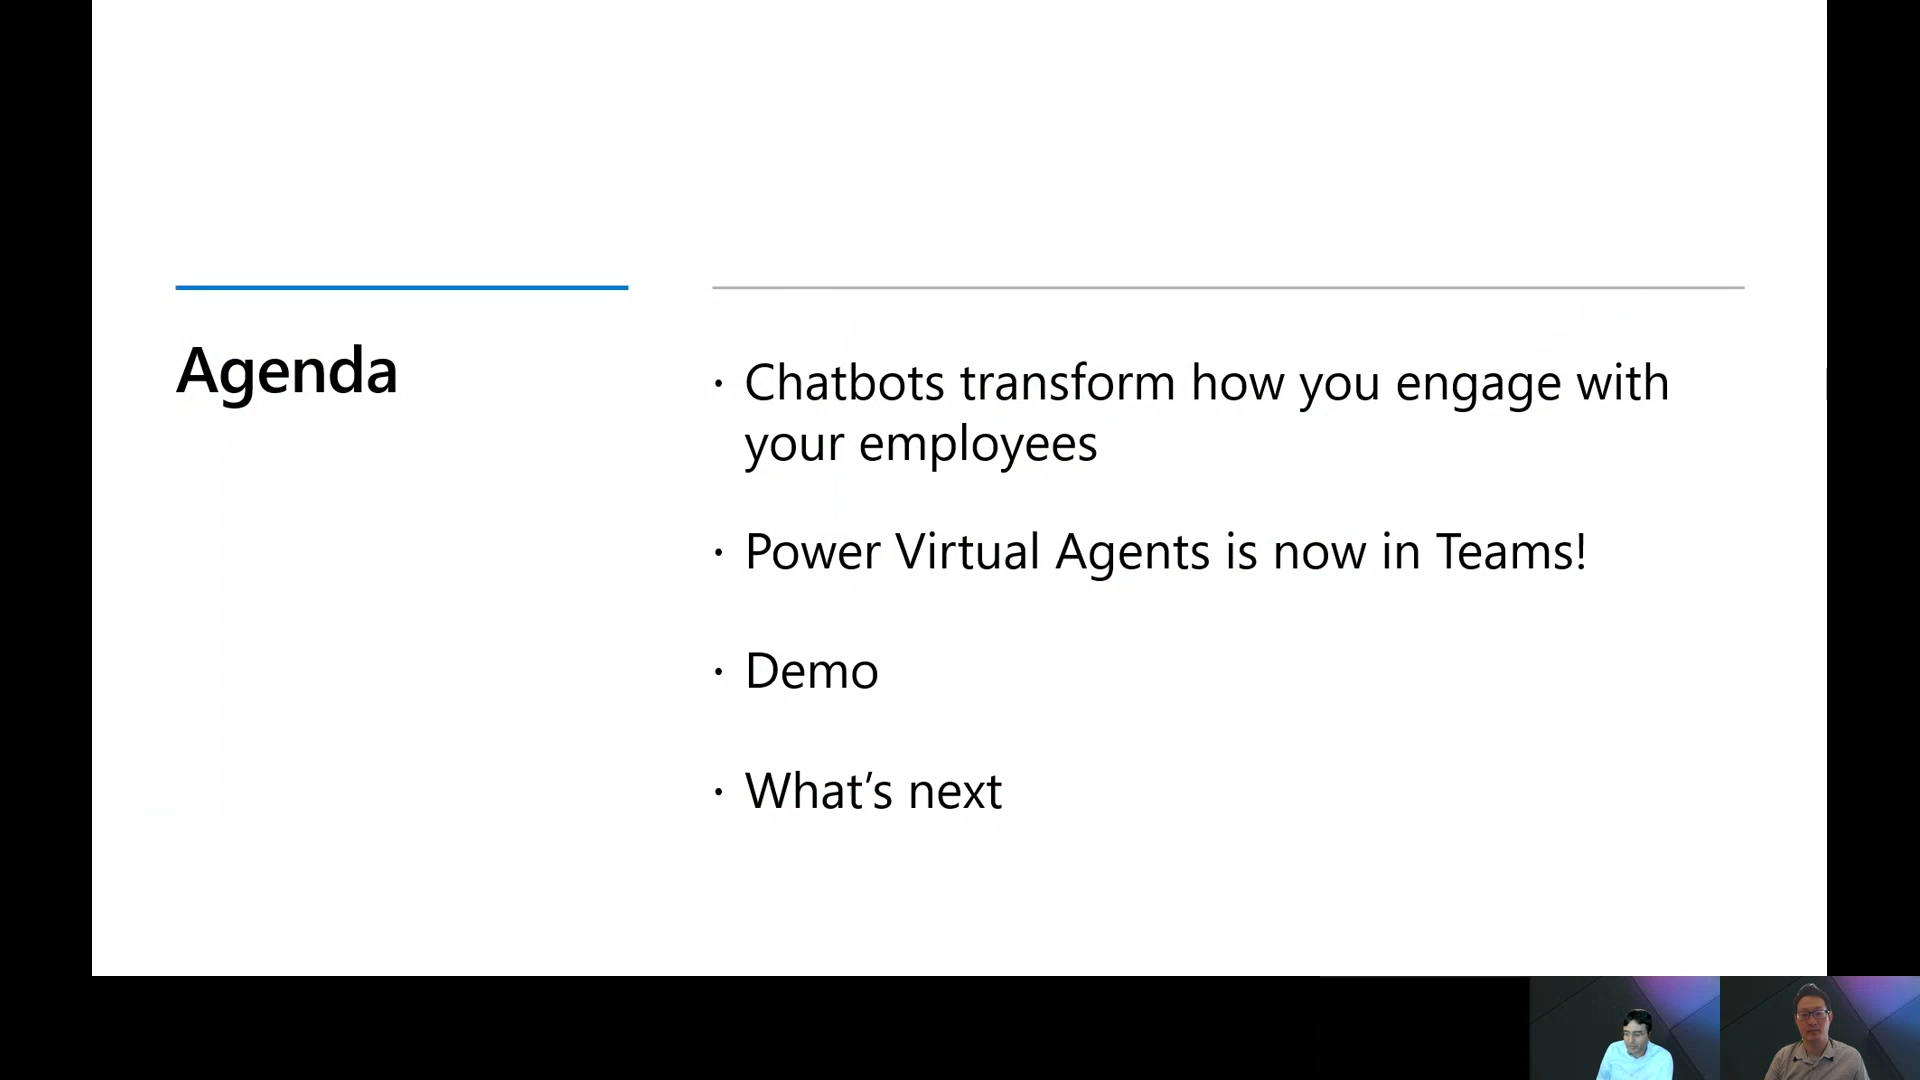 Agenda
· Chatbots transform how you engage with
your employees
· Power Virtual Agents is now in Teams!
· Demo
· What’s next